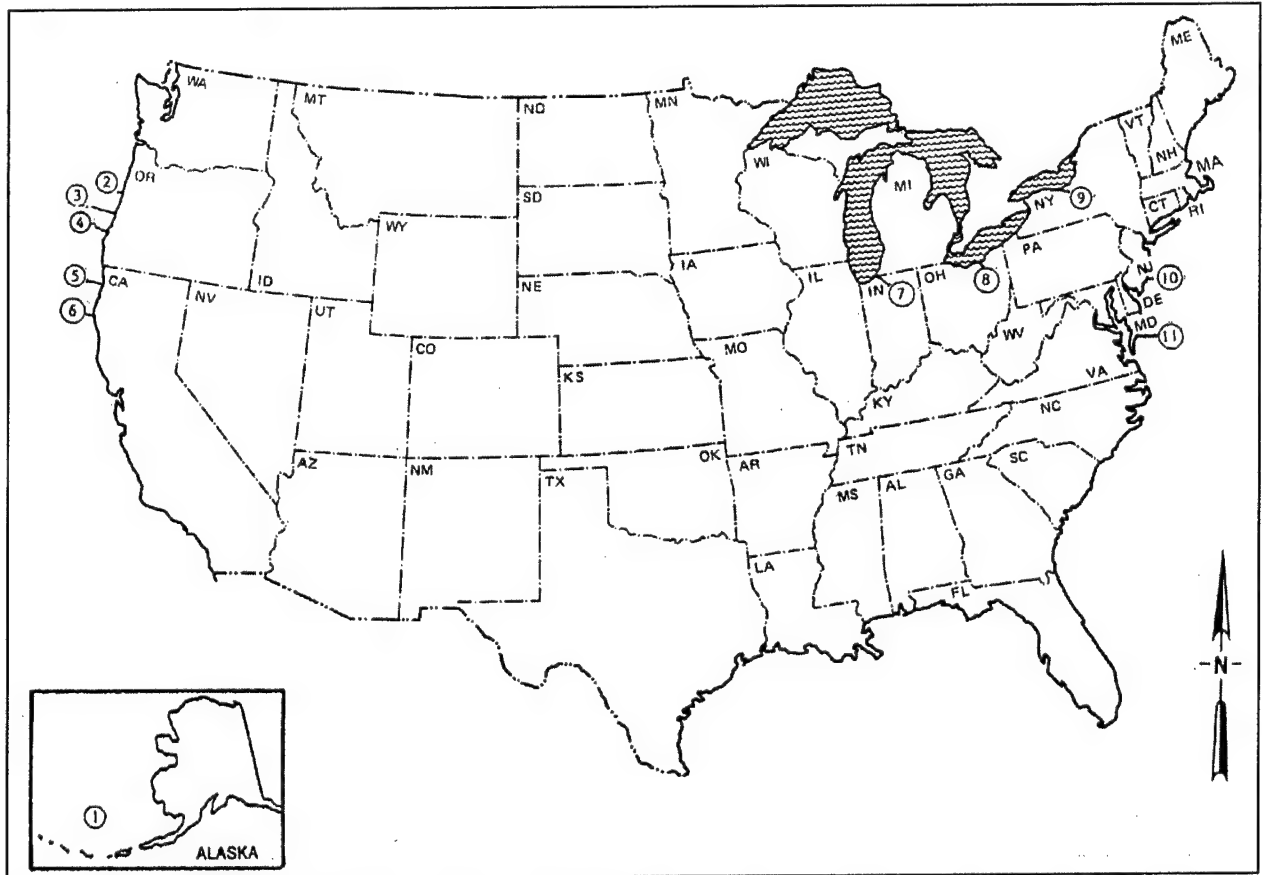 ME
WA
MT
ND
MN
VT
WI
NH
MA
OR
2
MI
3
SD
9
NY
CT
RI
4
WY
PA
IA
5
CA
ID
IL
OH
8
NJ
NV
NE
IN
7
10
6
UT
DE
MD
WV
11
CO
MO
KS
VA
KY
NC
OK
TN
SC
AZ
NM
AR
GA
TX
MS
AL
LA
FL
N
1
ALASKA